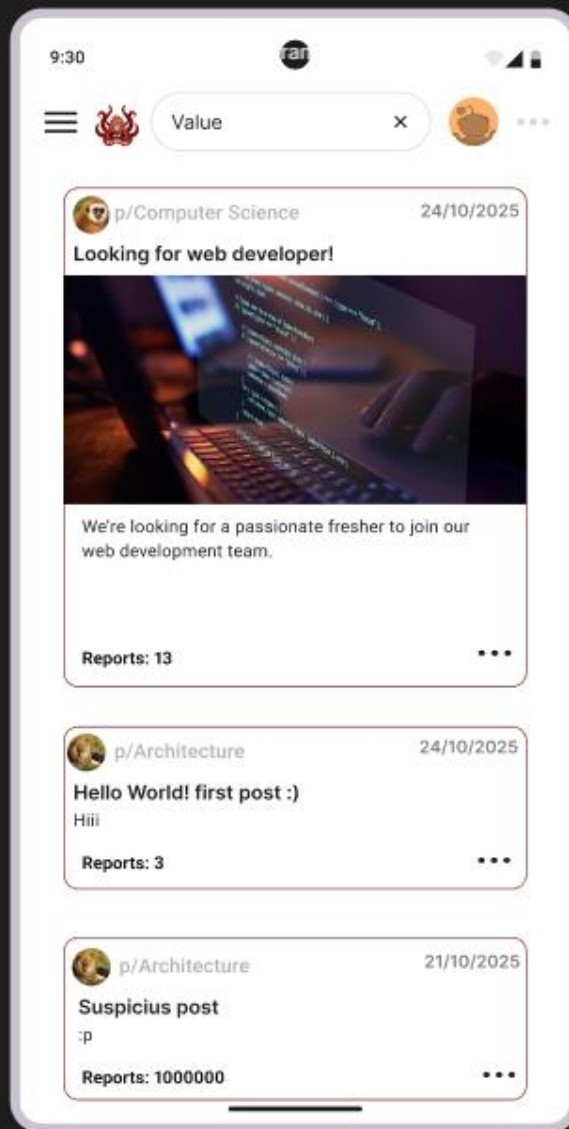 9:30
ran
Value ×
p/Computer Science 24/10/2025
Looking for web developer!
We're looking for a passionate fresher to join our
web development team.
Reports: 13
p/Architecture 24/10/2025
Hello World! first post :)
Hiii
Reports: 3
p/Architecture 21/10/2025
Suspicius post
:p
Reports: 1000000